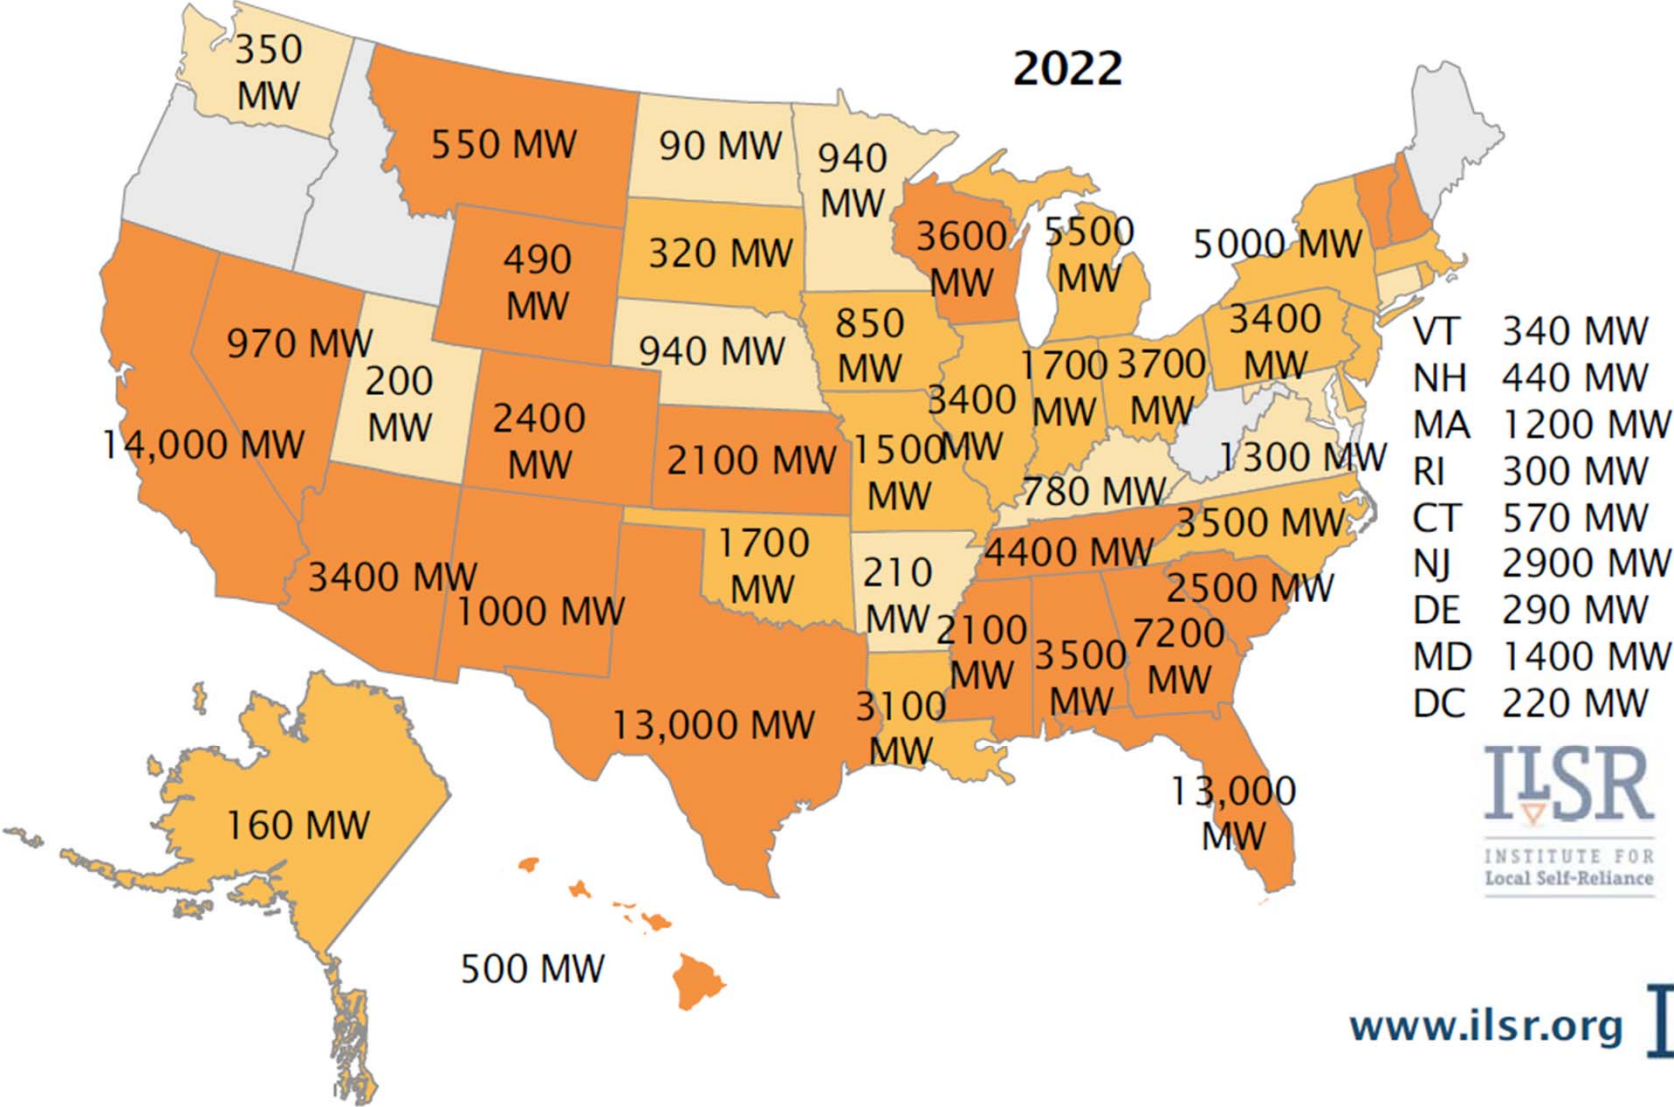 2022
350
MW
550 MW
90 MW
940
MW
3600
MW
5500
MW
5000 MW
490
MW
320 MW
970 MW
200
MW
940 MW
850
MW
3400
MW
1700
MW
3700
MW
3400
MW
14,000 MW
2400
MW
2100 MW
1500
MW
780 MW
1300 MW
3400 MW
1000 MW
1700
MW
210
MW
4400 MW
3500 MW
2500 MW
2100
MW
3500
MW
7200
MW
13,000 MW
3100
MW
13,000
MW
160 MW
500 MW
VT 340 MW
NH 440 MW
MA 1200 MW
RI 300 MW
CT 570 MW
NJ 2900 MW
DE 290 MW
MD 1400 MW
DC 220 MW
ILSR
INSTITUTE FOR
Local Self-Reliance
www.ilsr.org